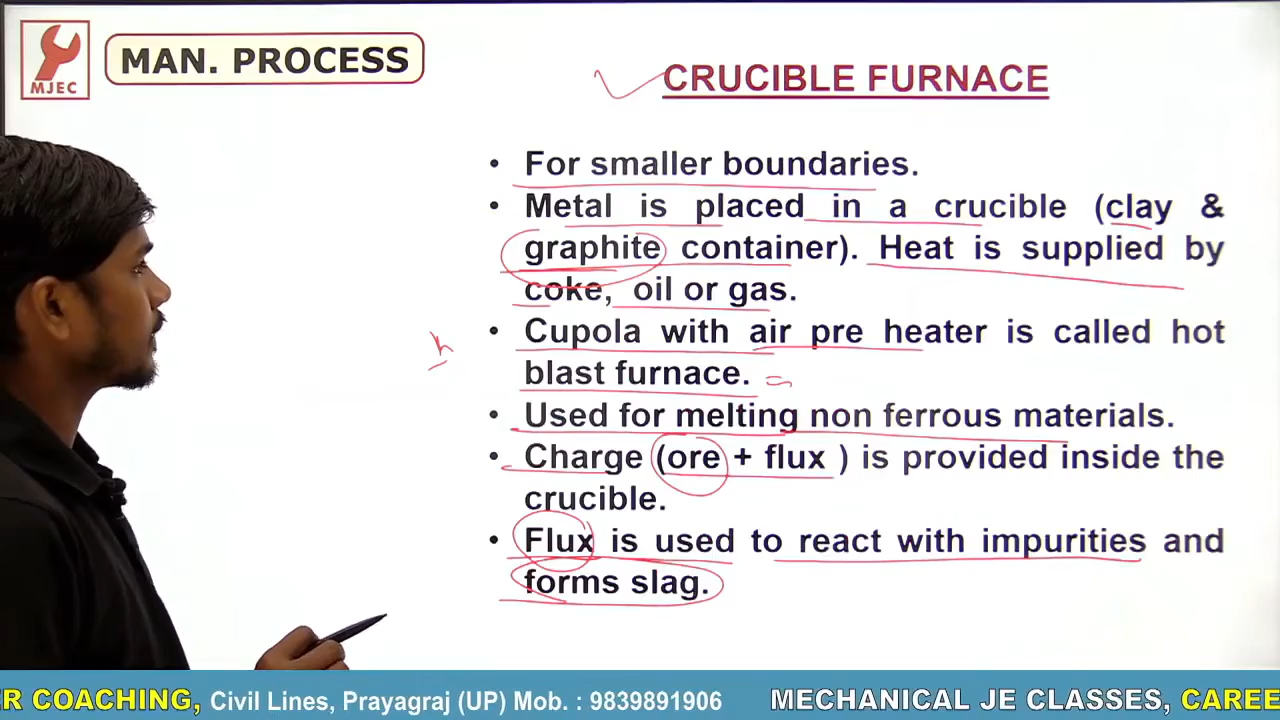 MJEC
MAN. PROCESS
CRUCIBLE FURNACE
• For smaller boundaries.
• Metal is placed in a crucible (clay &
graphite container). Heat is supplied by
coke, oil or gas.
• Cupola with air pre heater is called hot
blast furnace.
• Used for melting non ferrous materials.
• Charge (ore + flux ) is provided inside the
crucible.
• Flux is used to react with impurities and
forms slag.
h
ER COACHING, Civil Lines, Prayagraj (UP) Mob. : 9839891906 MECHANICAL JE CLASSES, CAREE